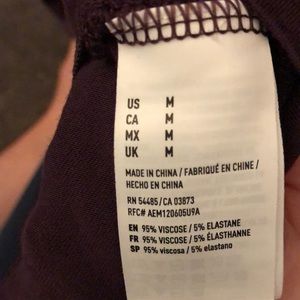 US M
CA M
MX M
UK M
MADE IN CHINA / FABRIQUÉ EN CHINE /
HECHO EN CHINA
RN 54485/CA 03873
RFC# AEM120605U9A
EN 95% VISCOSE / 5% ELASTANE
FR 95% VISCOSE / 5% ÉLASTHANNE
SP 95% viscosa / 5% elastano